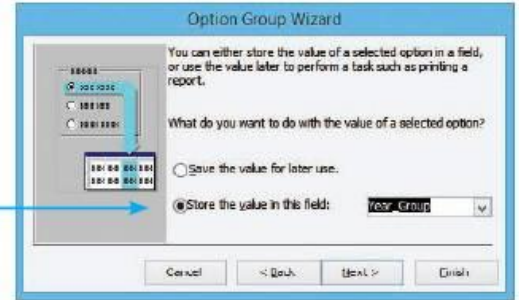 Option Group Wizard
You can either store the value of a selected option in a field,
or use the value later to perform a task such as printing a
report.
What do you want to do with the value of a selected option?
Save the value for later use.
Store the value in this field:
Year_Group
Cancel
< Back
Next >
Finish